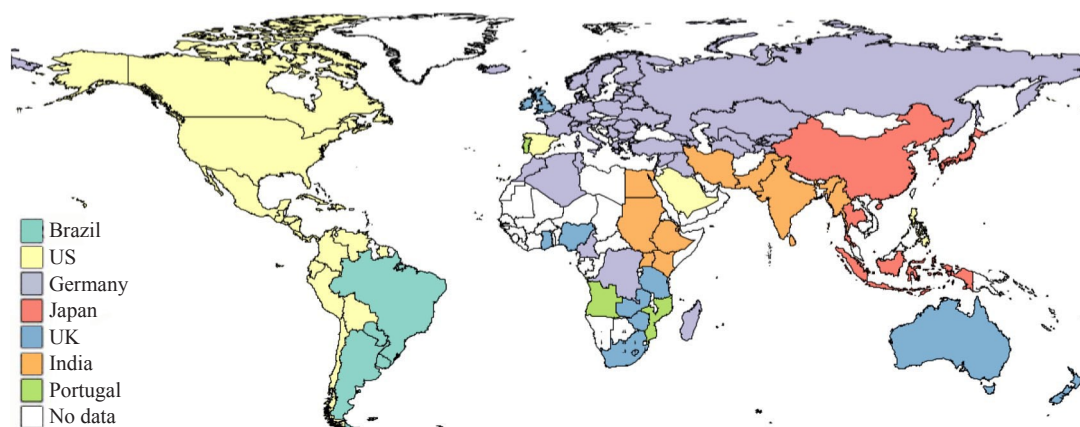 Brazil
US
Germany
Japan
UK
India
Portugal
No data